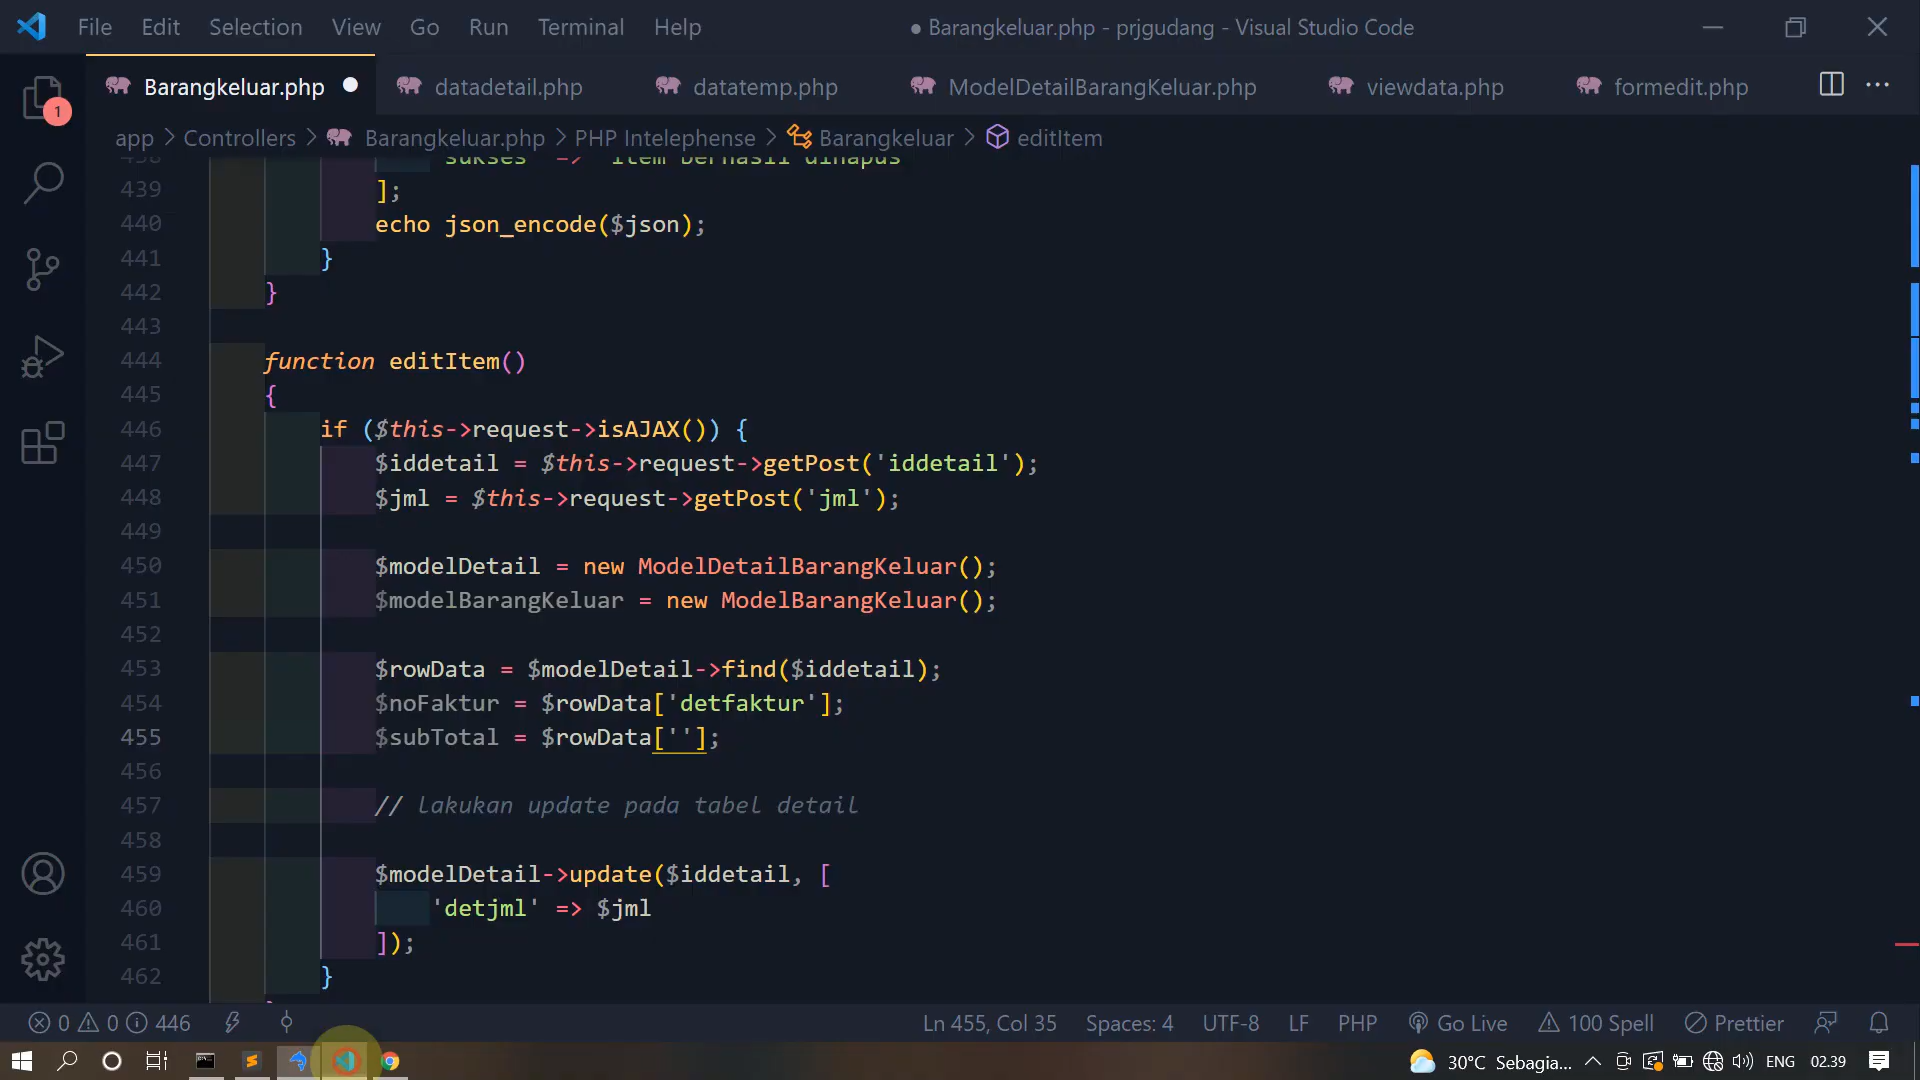 File Edit Selection View Go Run Terminal Help
● Barangkeluar.php - prjgudang - Visual Studio Code
Barangkeluar.php ● datadetail.php datatemp.php ModelDetailBarangKeluar.php viewdata.php formedit.php ···
1
app > Controllers > Barangkeluar.php > PHP Intelephense > Barangkeluar > editItem
438 'sukses' => 'Item berhasil dihapus'
439 ];
440 echo json_encode($json);
441 }
442 }
443
444 function editItem()
445 {
446 if ($this->request->isAJAX()) {
447 $iddetail = $this->request->getPost('iddetail');
448 $jml = $this->request->getPost('jml');
449
450 $modelDetail = new ModelDetailBarangKeluar();
451 $modelBarangKeluar = new ModelBarangKeluar();
452
453 $rowData = $modelDetail->find($iddetail);
454 $noFaktur = $rowData['detfaktur'];
455 $subTotal = $rowData[''];
456
457 // lakukan update pada tabel detail
458
459 $modelDetail->update($iddetail, [
460 'detjml' => $jml
461 ]);
462 }
0 0 446 Ln 455, Col 35 Spaces: 4 UTF-8 LF PHP Go Live 100 Spell Prettier
30°C Sebagia... ENG 02.39